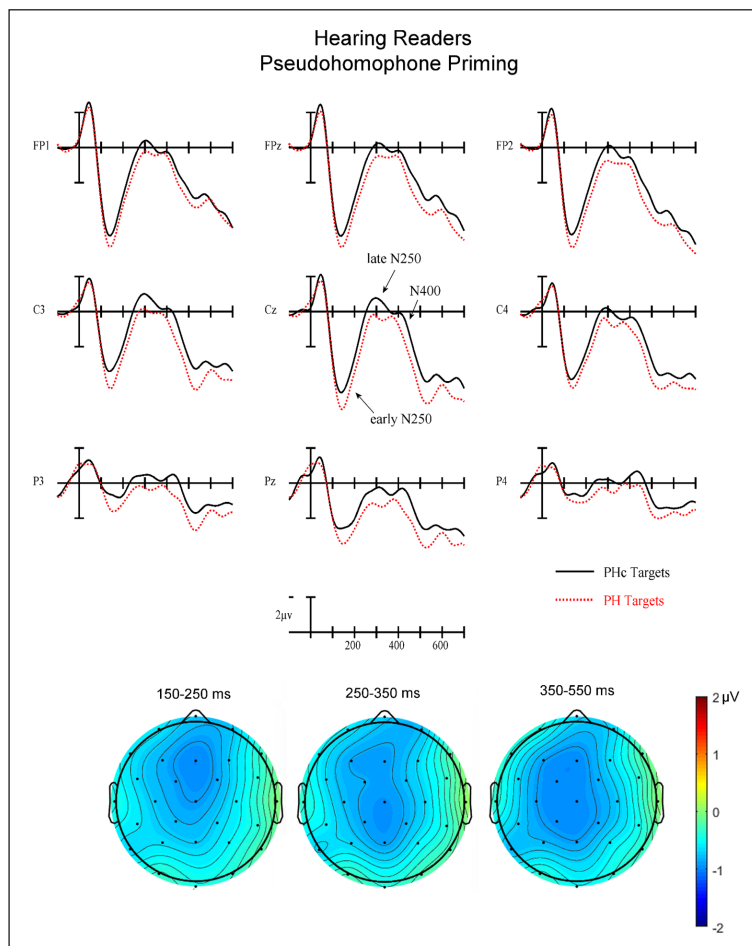 Hearing Readers
Pseudohomophone Priming
FP1
FPz
FP2
late N250
C3
Cz
N400
C4
early N250
P3
Pz
P4
PHc Targets
PH Targets
2μv
200 400 600
150-250 ms
250-350 ms
350-550 ms
2 μV
1
0
-1
-2